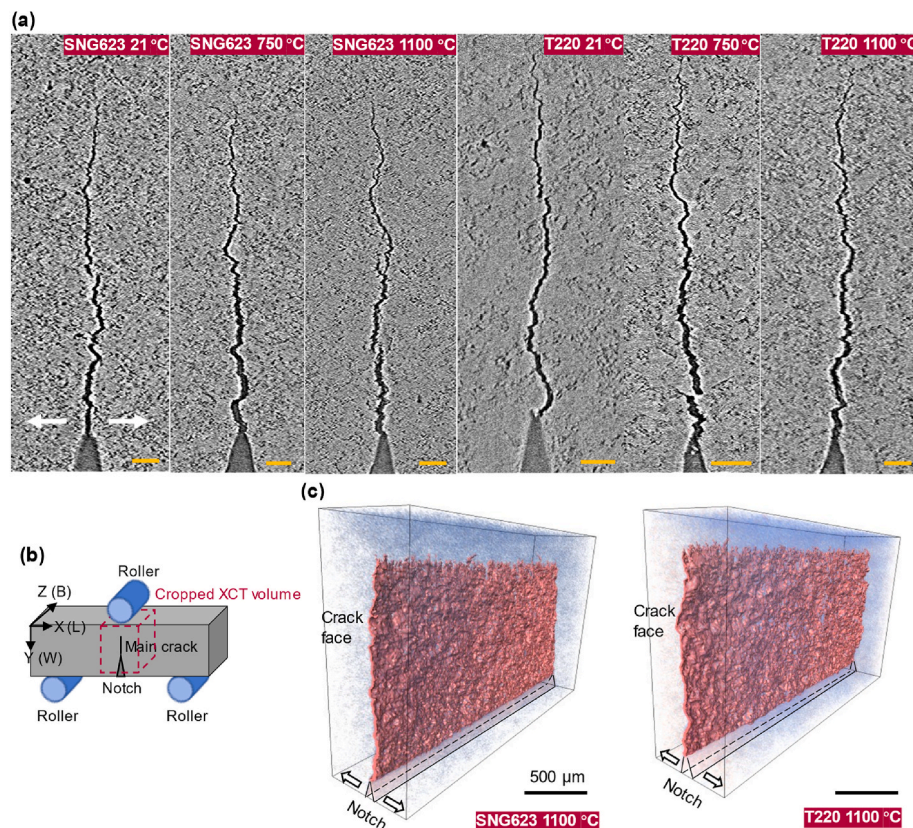 (a)
SNG623 21 °C
SNG623 750 °C
SNG623 1100 °C
T220 21°C
T220 750 °C
T220 1100 °C
(b)
Roller
Z (B)
Cropped XCT volume
X (L)
Main crack
Y (W)
Notch
Roller
Roller
(c)
Crack
face
Notch
500 µm
SNG623 1100 °C
Crack
face
Notch
T220 1100 °C